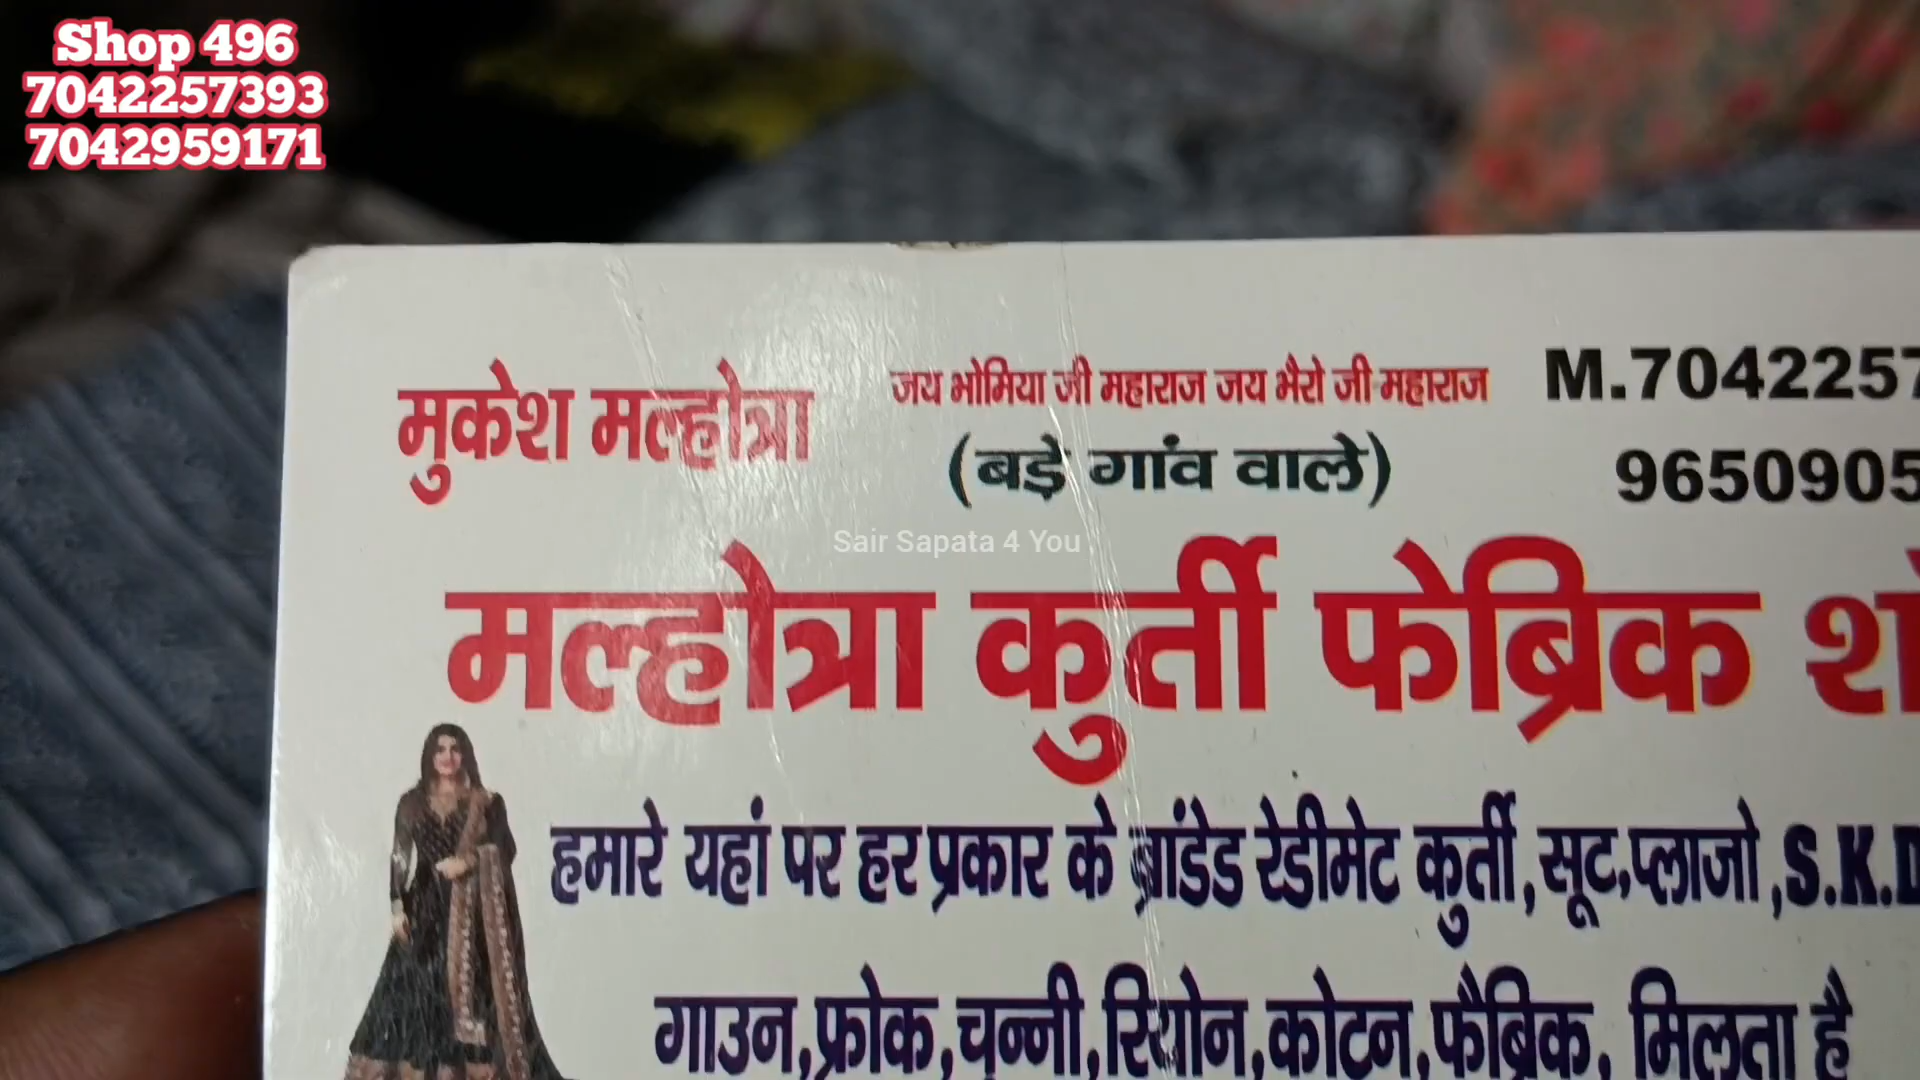 Shop 496
7042257393
7042959171
मुकेश मल्होत्रा
जय भोमिया जी महाराज जय भैरो जी महाराज
M.7042257
(बड़े गांव वाले)
9650905
Sair Sapata 4 You
मल्होत्रा कुर्ती फेब्रिक
हमारे यहां पर हर प्रकार के ब्रांडेड रेडीमेट कुर्ती,सूट,प्लाजो,S.K.D
गाउन,फ्रोक,चुन्नी,रियोन,कोटन,फैब्रिक, मिलता है